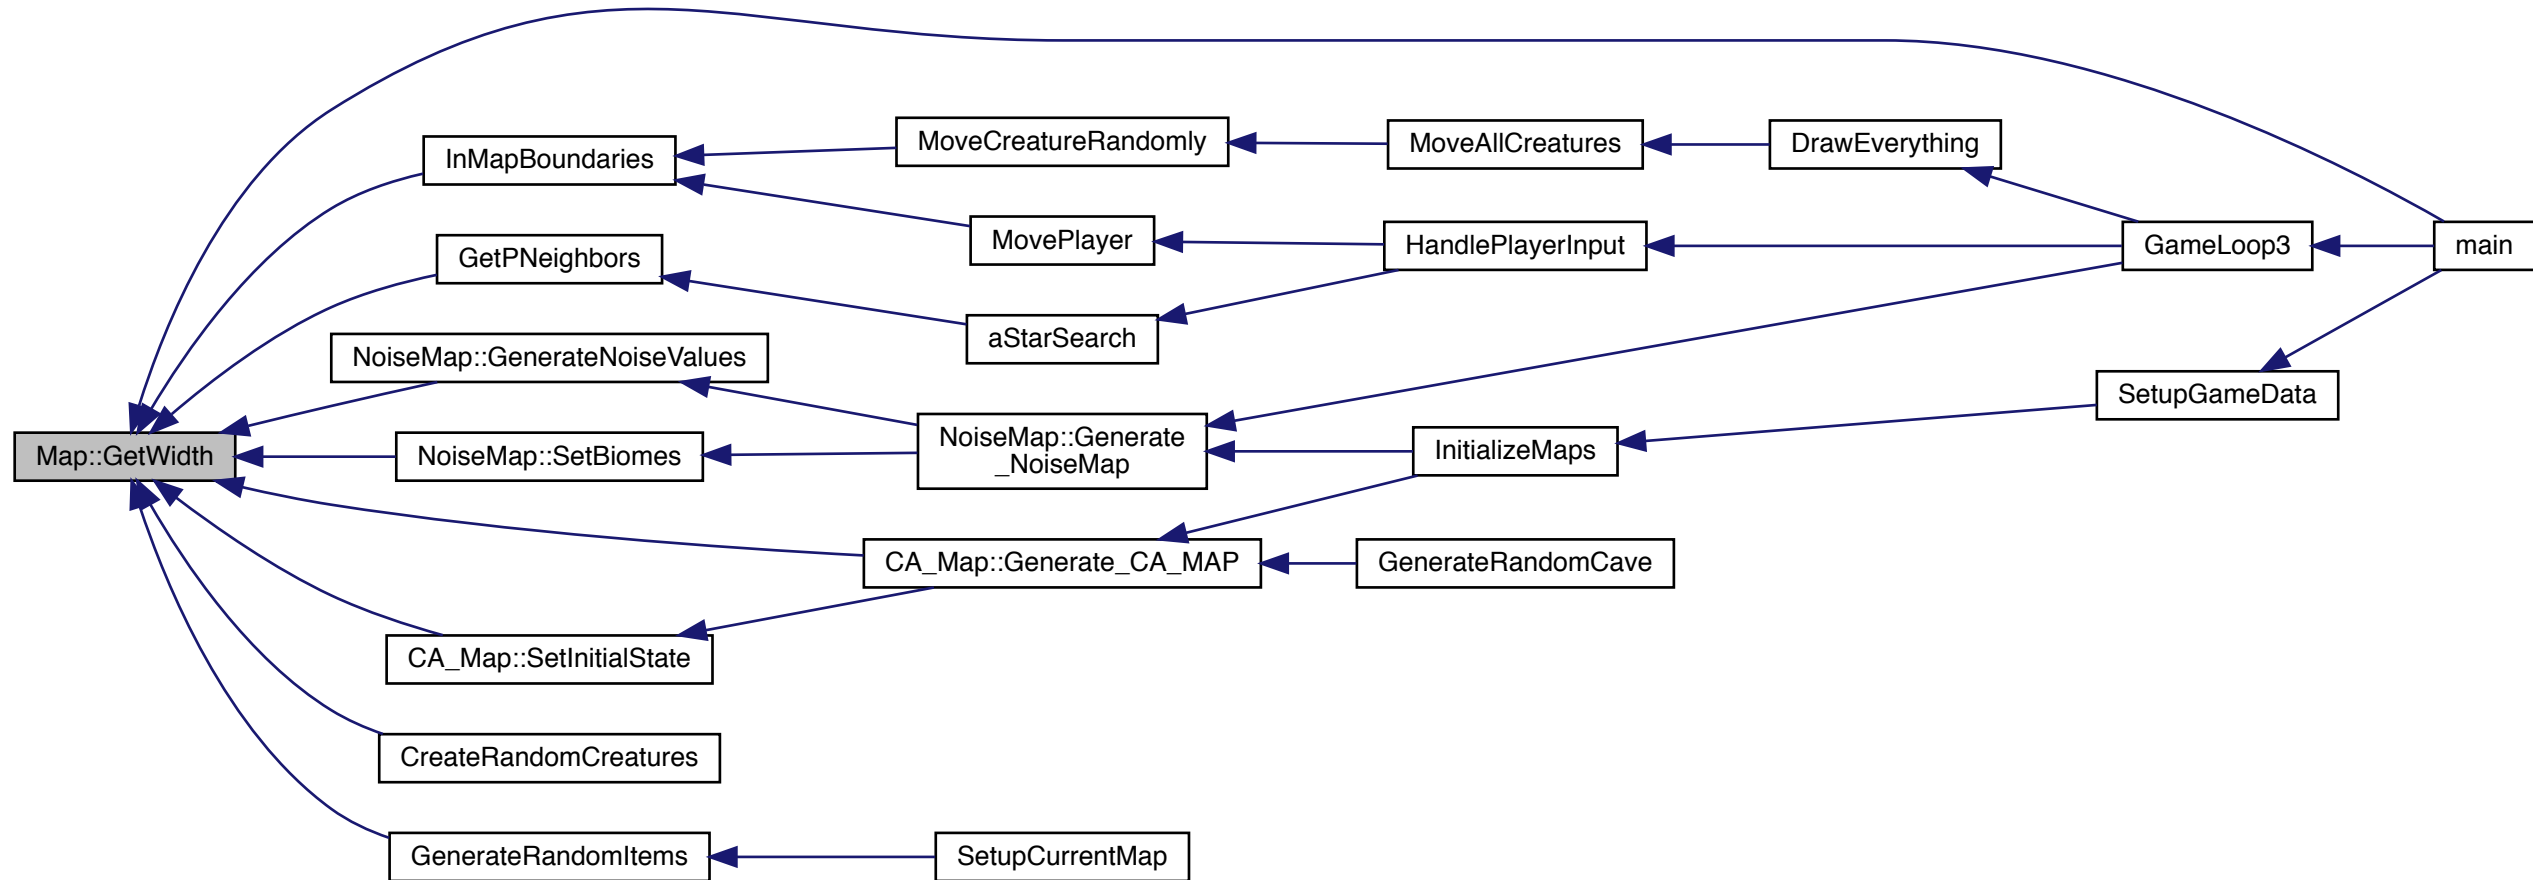 MoveCreatureRandomly
MoveAllCreatures
DrawEverything
InMapBoundaries
MovePlayer
HandlePlayerInput
GameLoop3
main
GetPNeighbors
aStarSearch
NoiseMap::GenerateNoiseValues
SetupGameData
Map::GetWidth
NoiseMap::SetBiomes
NoiseMap::Generate
_NoiseMap
InitializeMaps
CA_Map::Generate_CA_MAP
GenerateRandomCave
CA_Map::SetInitialState
CreateRandomCreatures
GenerateRandomItems
SetupCurrentMap